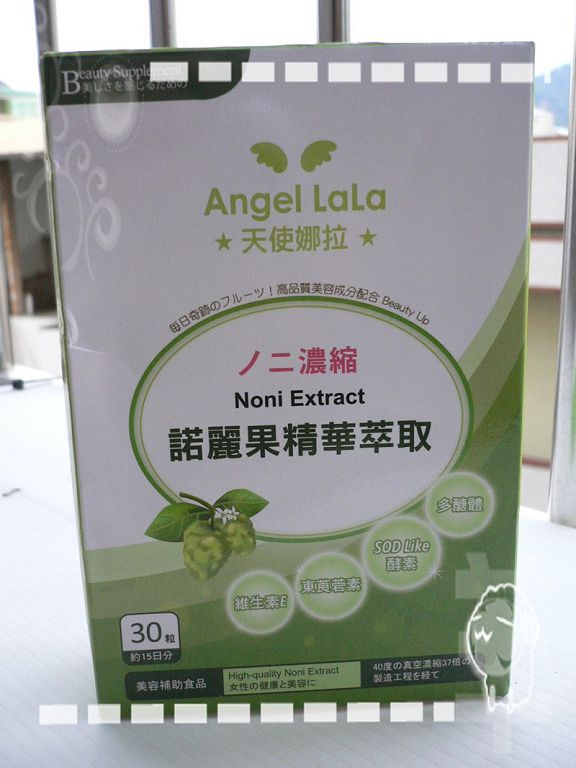 Beauty Supplement
美しさを感じるための
Angel LaLa
★ 天使娜拉 ★
毎日奇跡のフルーツ！高品質美容成分配合 Beauty Up
ノニ濃縮
Noni Extract
諾麗果精華萃取
多醣體
SOD Like
酵素
東莨菪素
維生素E
30粒
約15日分
美容補助食品
High-quality Noni Extract
女性の健康と美容に
40度の真空濃縮37倍の
製造工程を経て